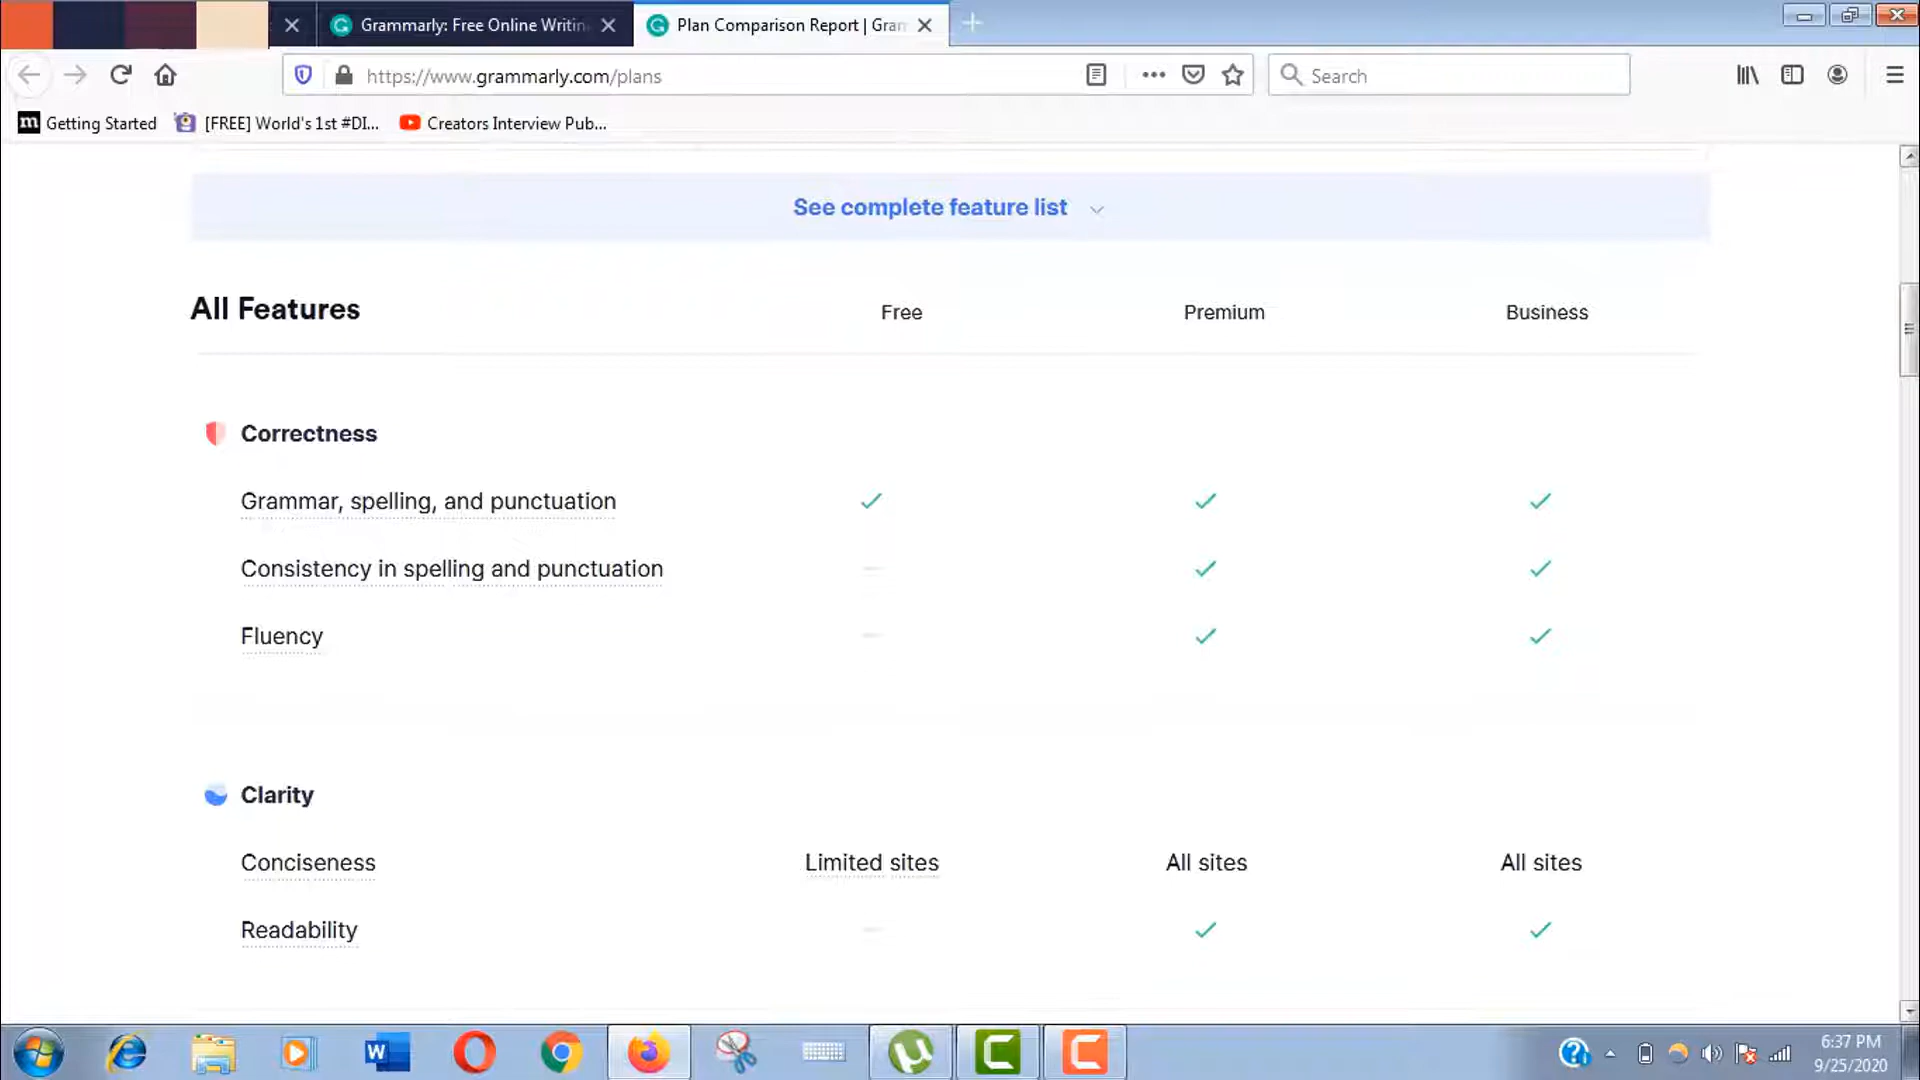 Grammarly: Free Online Writin
Plan Comparison Report | Gran
https://www.grammarly.com/plans
Search
Getting Started
[FREE] World's 1st #DI...
Creators Interview Pub...
See complete feature list
All Features
Free
Premium
Business
Correctness
Grammar, spelling, and punctuation
Consistency in spelling and punctuation
Fluency
Clarity
Conciseness
Limited sites
All sites
All sites
Readability
6:37 PM
9/25/2020